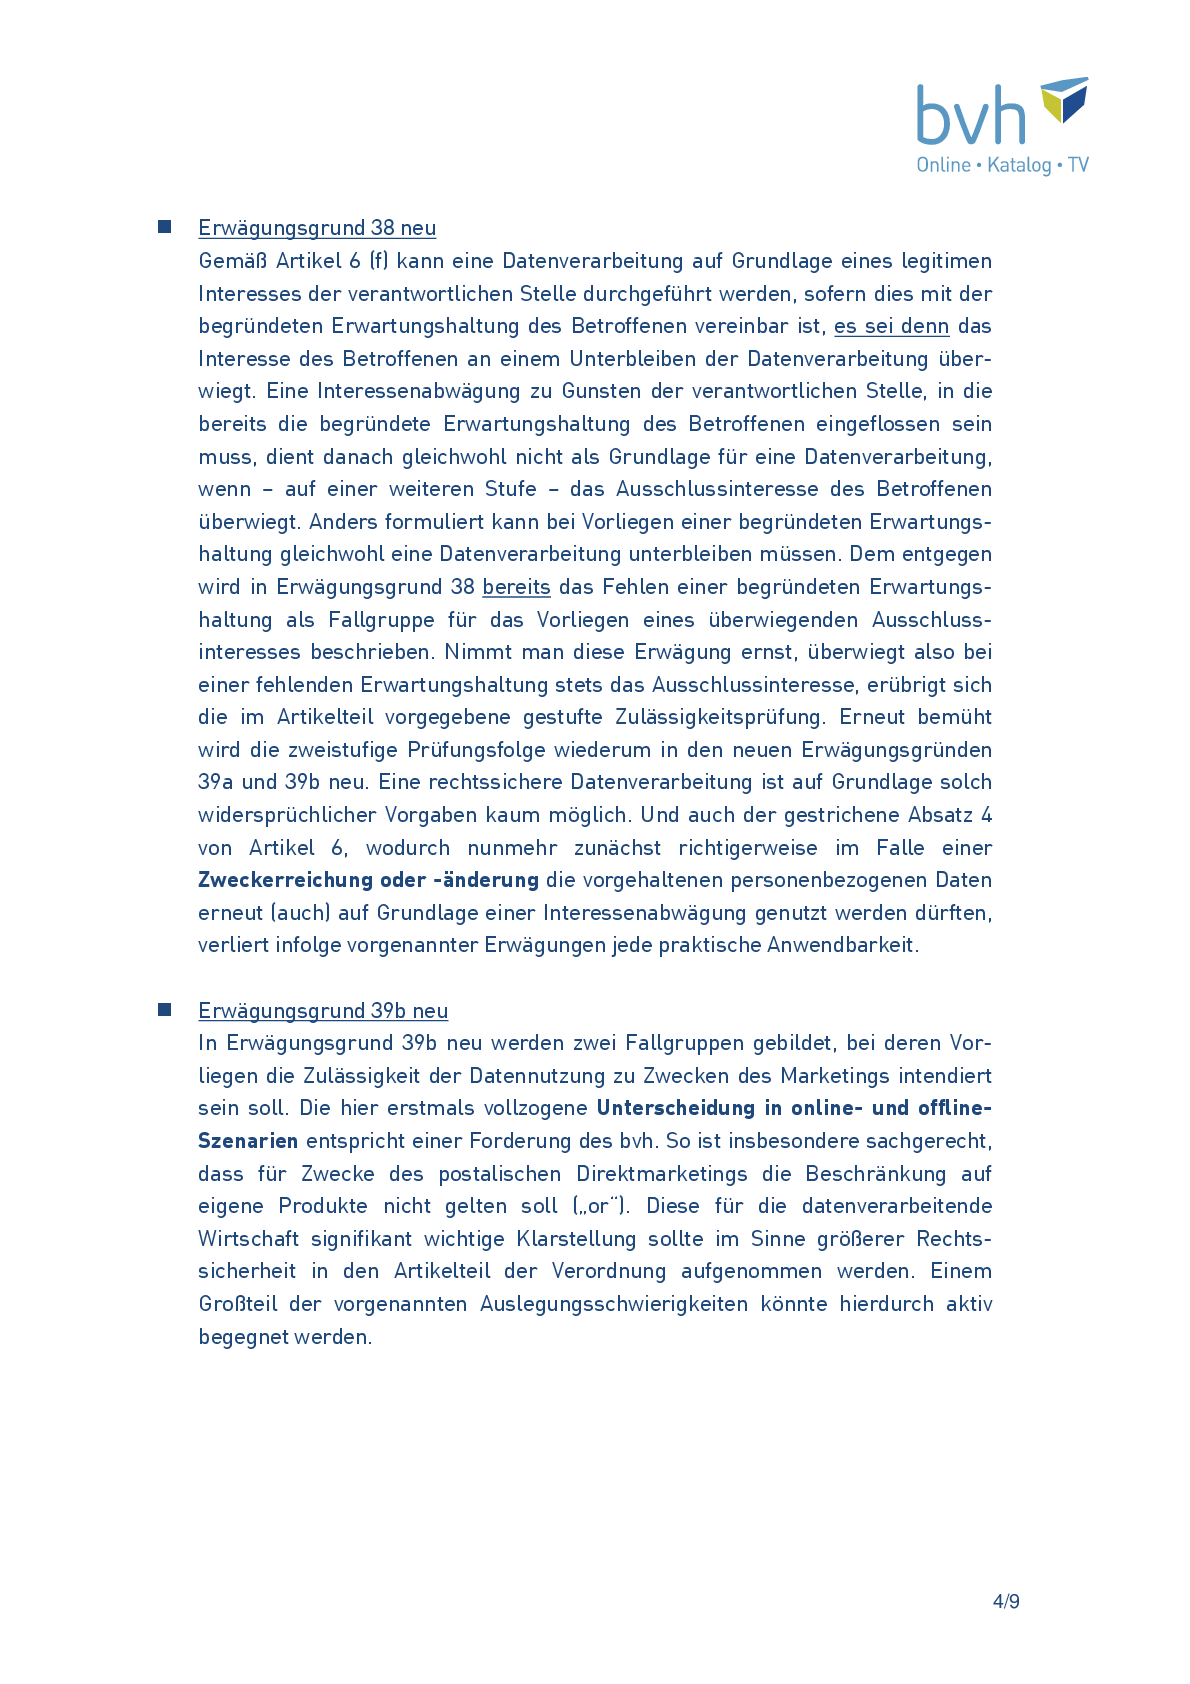 bvh
Online • Katalog • TV
■ Erwägungsgrund 38 neu
Gemäß Artikel 6 (f) kann eine Datenverarbeitung auf Grundlage eines legitimen
Interesses der verantwortlichen Stelle durchgeführt werden, sofern dies mit der
begründeten Erwartungshaltung des Betroffenen vereinbar ist, es sei denn das
Interesse des Betroffenen an einem Unterbleiben der Datenverarbeitung über-
wiegt. Eine Interessenabwägung zu Gunsten der verantwortlichen Stelle, in die
bereits die begründete Erwartungshaltung des Betroffenen eingeflossen sein
muss, dient danach gleichwohl nicht als Grundlage für eine Datenverarbeitung,
wenn – auf einer weiteren Stufe – das Ausschlussinteresse des Betroffenen
überwiegt. Anders formuliert kann bei Vorliegen einer begründeten Erwartungs-
haltung gleichwohl eine Datenverarbeitung unterbleiben müssen. Dem entgegen
wird in Erwägungsgrund 38 bereits das Fehlen einer begründeten Erwartungs-
haltung als Fallgruppe für das Vorliegen eines überwiegenden Ausschluss-
interesses beschrieben. Nimmt man diese Erwägung ernst, überwiegt also bei
einer fehlenden Erwartungshaltung stets das Ausschlussinteresse, erübrigt sich
die im Artikelteil vorgegebene gestufte Zulässigkeitsprüfung. Erneut bemüht
wird die zweistufige Prüfungsfolge wiederum in den neuen Erwägungsgründen
39a und 39b neu. Eine rechtssichere Datenverarbeitung ist auf Grundlage solch
widersprüchlicher Vorgaben kaum möglich. Und auch der gestrichene Absatz 4
von Artikel 6, wodurch nunmehr zunächst richtigerweise im Falle einer
Zweckerreichung oder -änderung die vorgehaltenen personenbezogenen Daten
erneut (auch) auf Grundlage einer Interessenabwägung genutzt werden dürften,
verliert infolge vorgenannter Erwägungen jede praktische Anwendbarkeit.
■ Erwägungsgrund 39b neu
In Erwägungsgrund 39b neu werden zwei Fallgruppen gebildet, bei deren Vor-
liegen die Zulässigkeit der Datennutzung zu Zwecken des Marketings intendiert
sein soll. Die hier erstmals vollzogene Unterscheidung in online- und offline-
Szenarien entspricht einer Forderung des bvh. So ist insbesondere sachgerecht,
dass für Zwecke des postalischen Direktmarketings die Beschränkung auf
eigene Produkte nicht gelten soll („or¨). Diese für die datenverarbeitende
Wirtschaft signifikant wichtige Klarstellung sollte im Sinne größerer Rechts-
sicherheit in den Artikelteil der Verordnung aufgenommen werden. Einem
Großteil der vorgenannten Auslegungsschwierigkeiten könnte hierdurch aktiv
begegnet werden.
4/9